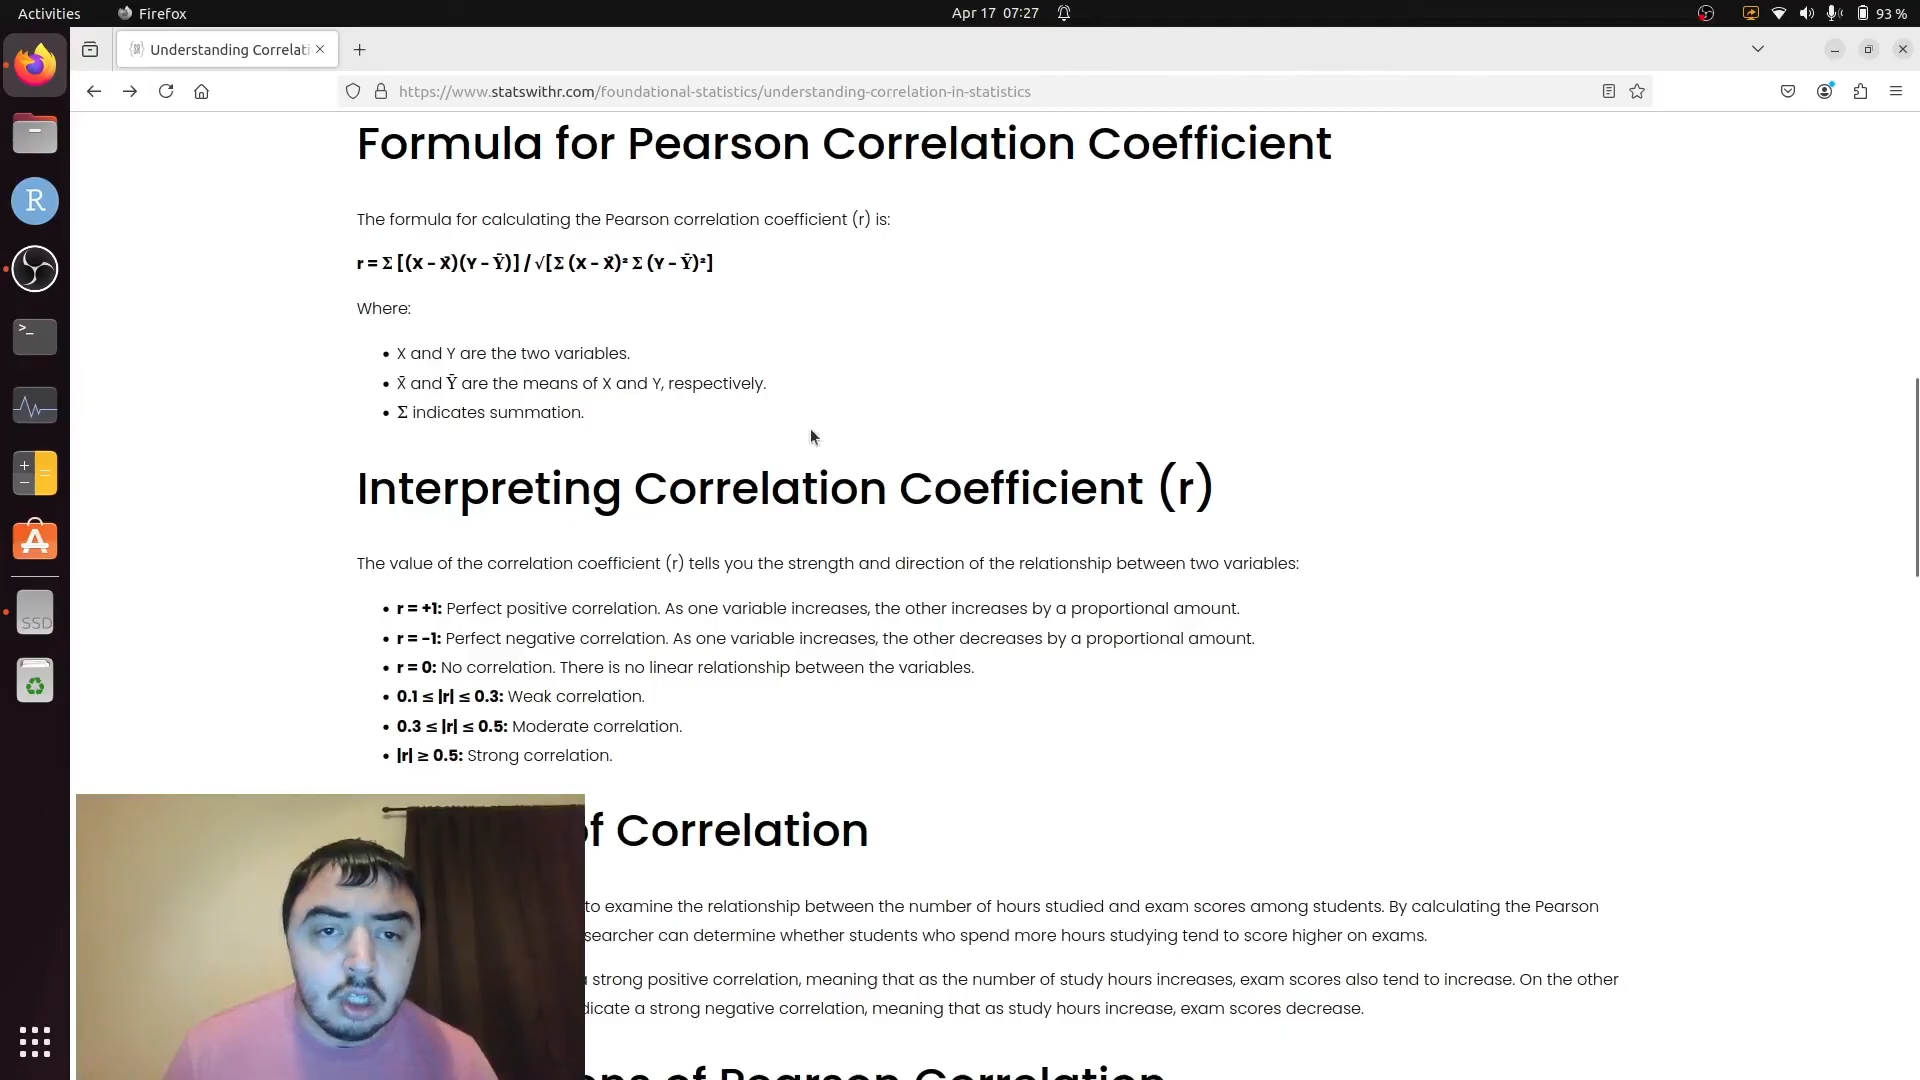 Activities
Firefox
Apr 17 07:27
93 %
Understanding Correlati
https://www.statswithr.com/foundational-statistics/understanding-correlation-in-statistics
Formula for Pearson Correlation Coefficient
The formula for calculating the Pearson correlation coefficient (r) is:
r = Σ [(X − X̄)(Y − Ȳ)] / √[Σ (X − X̄)² Σ (Y − Ȳ)²]
Where:
• X and Y are the two variables.
• X̄ and Ȳ are the means of X and Y, respectively.
• Σ indicates summation.
Interpreting Correlation Coefficient (r)
The value of the correlation coefficient (r) tells you the strength and direction of the relationship between two variables:
• r = +1: Perfect positive correlation. As one variable increases, the other increases by a proportional amount.
• r = −1: Perfect negative correlation. As one variable increases, the other decreases by a proportional amount.
• r = 0: No correlation. There is no linear relationship between the variables.
• 0.1 ≤ |r| ≤ 0.3: Weak correlation.
• 0.3 ≤ |r| ≤ 0.5: Moderate correlation.
• |r| ≥ 0.5: Strong correlation.
of Correlation
to examine the relationship between the number of hours studied and exam scores among students. By calculating the Pearson
searcher can determine whether students who spend more hours studying tend to score higher on exams.
strong positive correlation, meaning that as the number of study hours increases, exam scores also tend to increase. On the other
dicate a strong negative correlation, meaning that as study hours increase, exam scores decrease.
ons of Pearson Correlation
R
>_
SSD